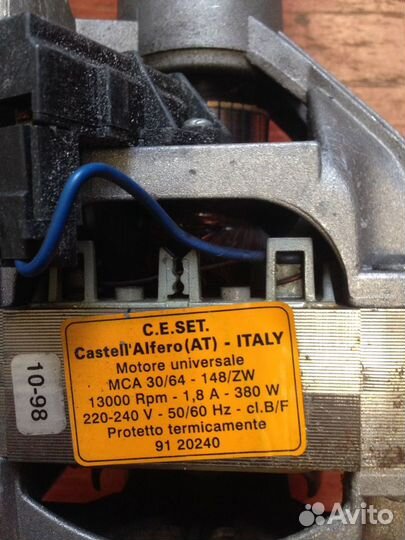 C.E.SET.
Castell'Alfero(AT) - ITALY
Motore universale
MCA 30/64 - 148/ZW
13000 Rpm - 1,8 A - 380 W
220-240 V - 50/60 Hz - cl.B/F
Protetto termicamente
91 20240
10-98
Avito